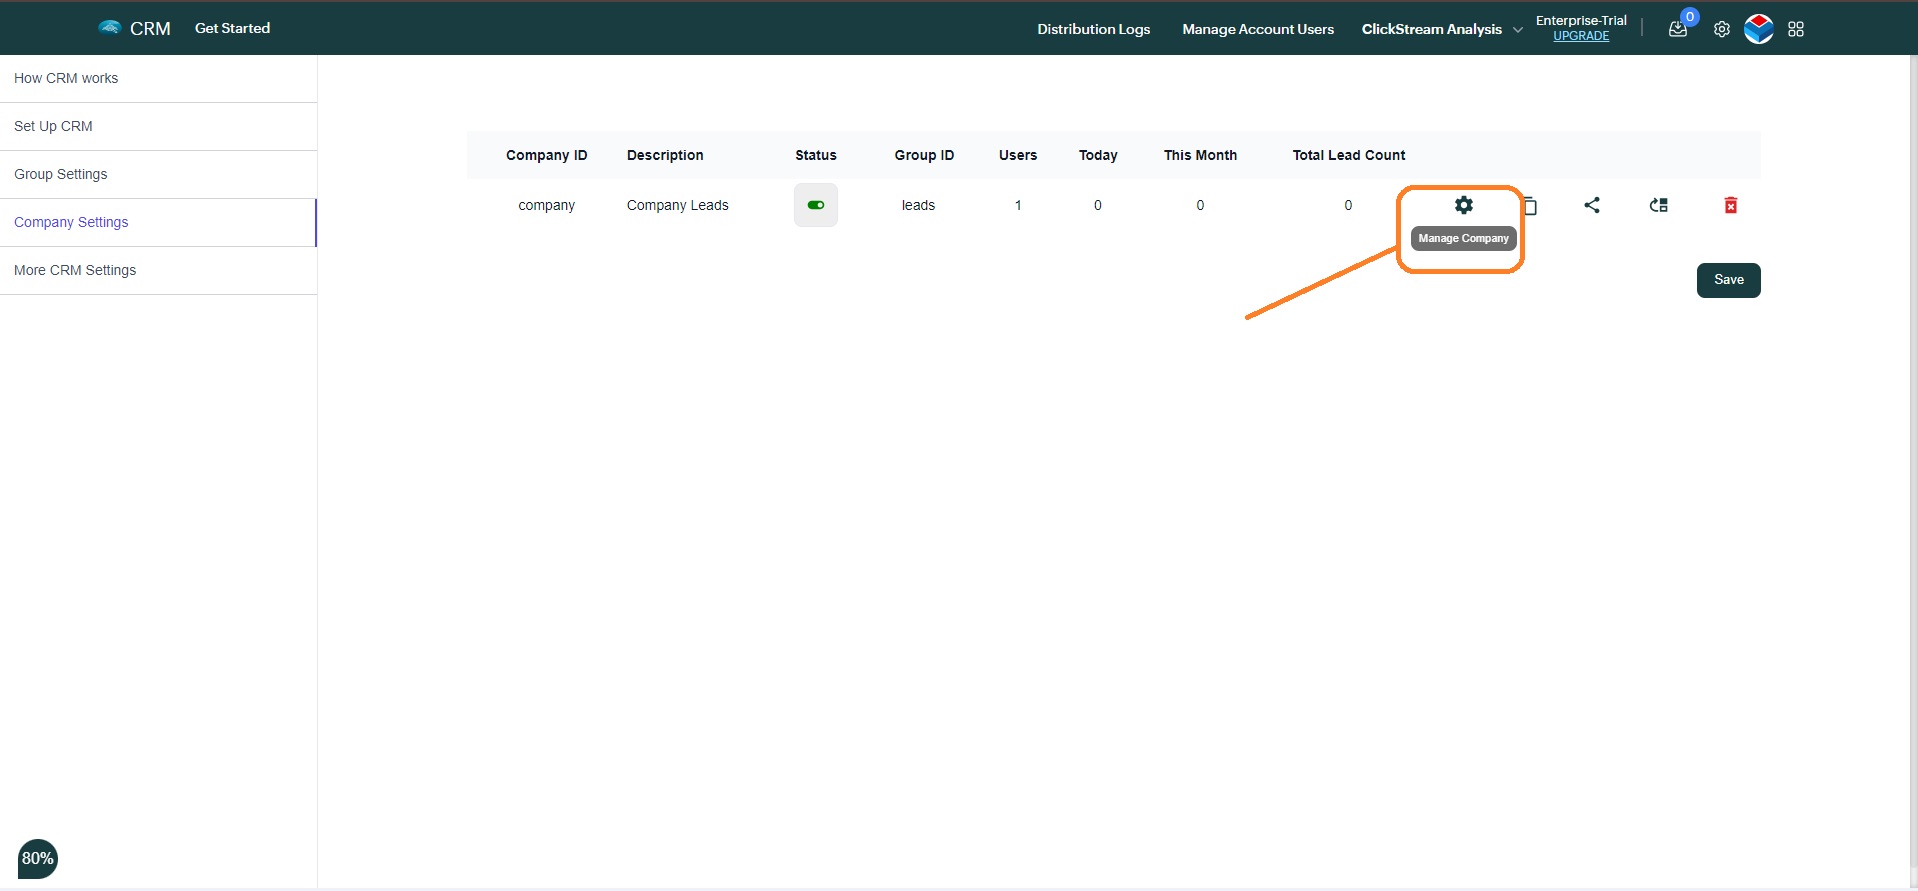 CRM Get Started Distribution Logs Manage Account Users ClickStream Analysis Enterprise-Trial 0
UPGRADE
How CRM works
Set Up CRM
Group Settings
Company Settings
More CRM Settings
Company ID Description Status Group ID Users Today This Month Total Lead Count
company Company Leads leads 1 0 0 0
Manage Company
Save
80%